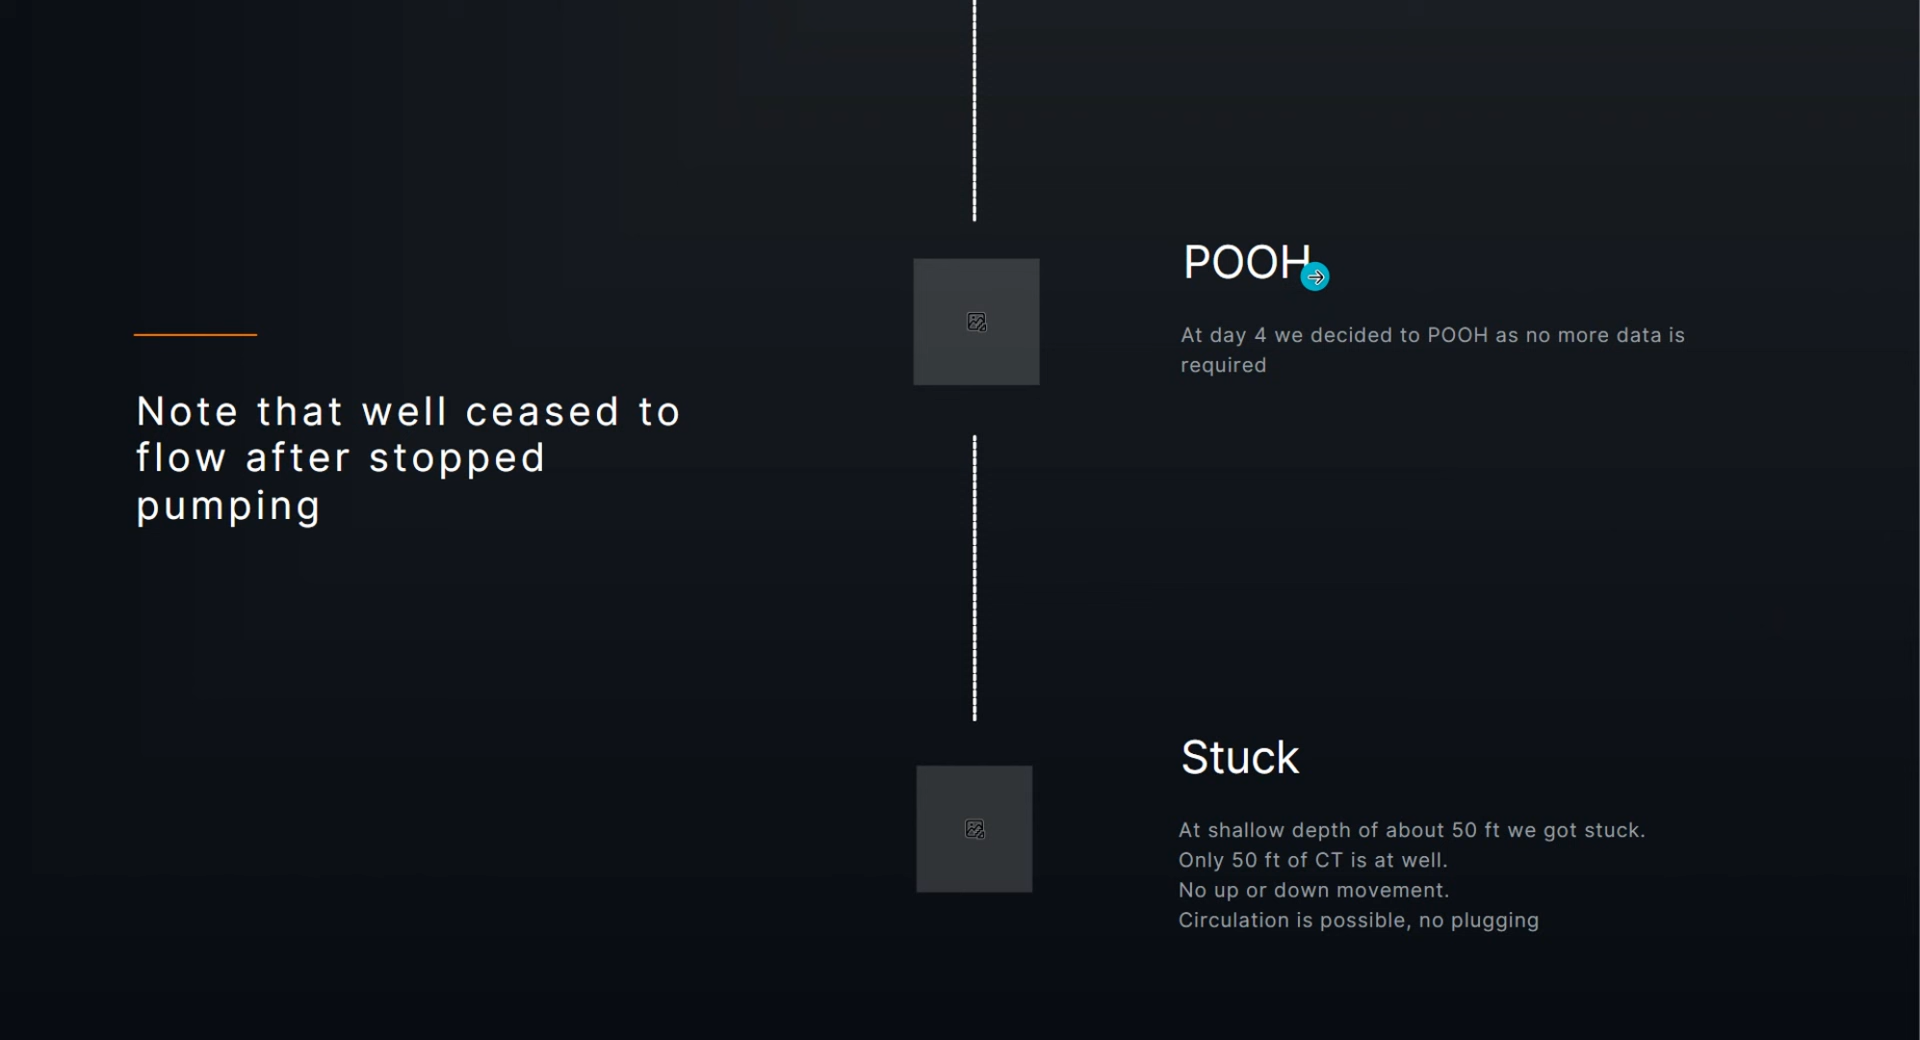 Note that well ceased to
flow after stopped
pumping
POOH
At day 4 we decided to POOH as no more data is
required
Stuck
At shallow depth of about 50 ft we got stuck.
Only 50 ft of CT is at well.
No up or down movement.
Circulation is possible, no plugging